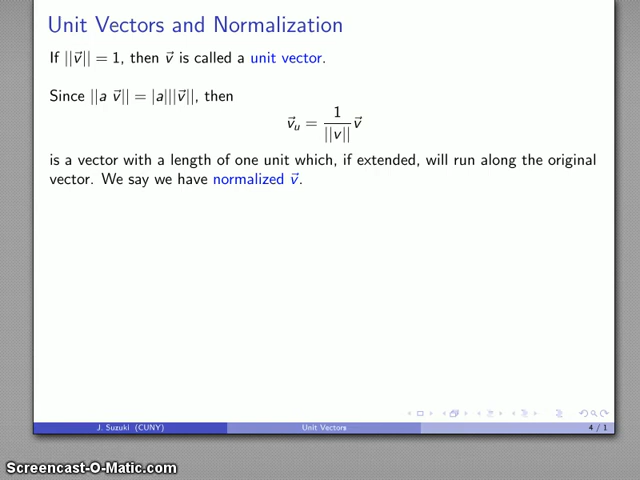 Unit Vectors and Normalization
If ||v⃗|| = 1, then v⃗ is called a unit vector.
Since ||a v⃗|| = |a|||v⃗||, then
v⃗ᵤ = 1/||v|| v⃗
is a vector with a length of one unit which, if extended, will run along the original
vector. We say we have normalized v⃗.
J. Suzuki (CUNY) Unit Vectors 4 / 1
Screencast-O-Matic.com